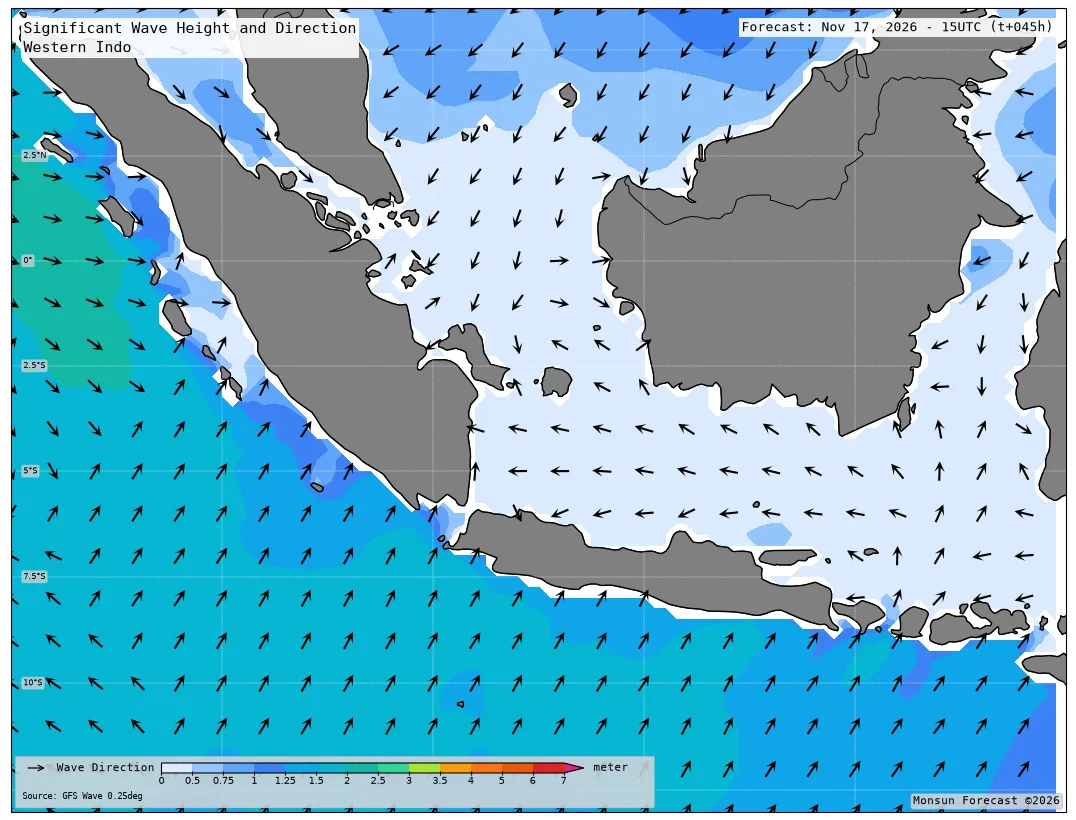 Significant Wave Height and Direction
Western Indo
Forecast: Nov 17, 2026 - 15UTC (t+045h)
2.5°N
0°
2.5°S
5°S
7.5°S
10°S
Wave Direction
0 0.5 0.75 1 1.25 1.5 2 2.5 3 3.5 4 5 6 7
meter
Source: GFS Wave 0.25deg
Monsun Forecast ©2026